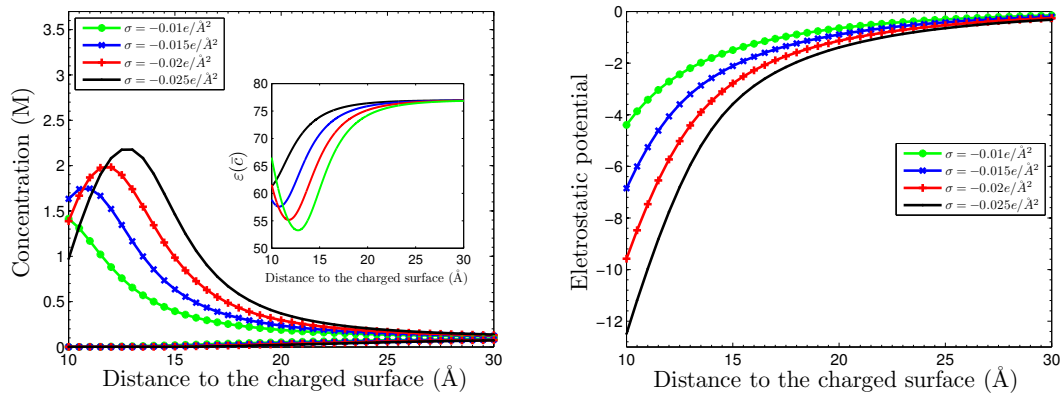 Concentration (M)
3.5
3
2.5
2
1.5
1
0.5
0
10
15
20
25
30
Distance to the charged surface (Å)
σ = −0.01e/Å²
σ = −0.015e/Å²
σ = −0.02e/Å²
σ = −0.025e/Å²
ε(c̄)
80
75
70
65
60
55
50
10
15
20
25
30
Distance to the charged surface (Å)
Eletrostatic potential
0
−2
−4
−6
−8
−10
−12
10
15
20
25
30
Distance to the charged surface (Å)
σ = −0.01e/Å²
σ = −0.015e/Å²
σ = −0.02e/Å²
σ = −0.025e/Å²